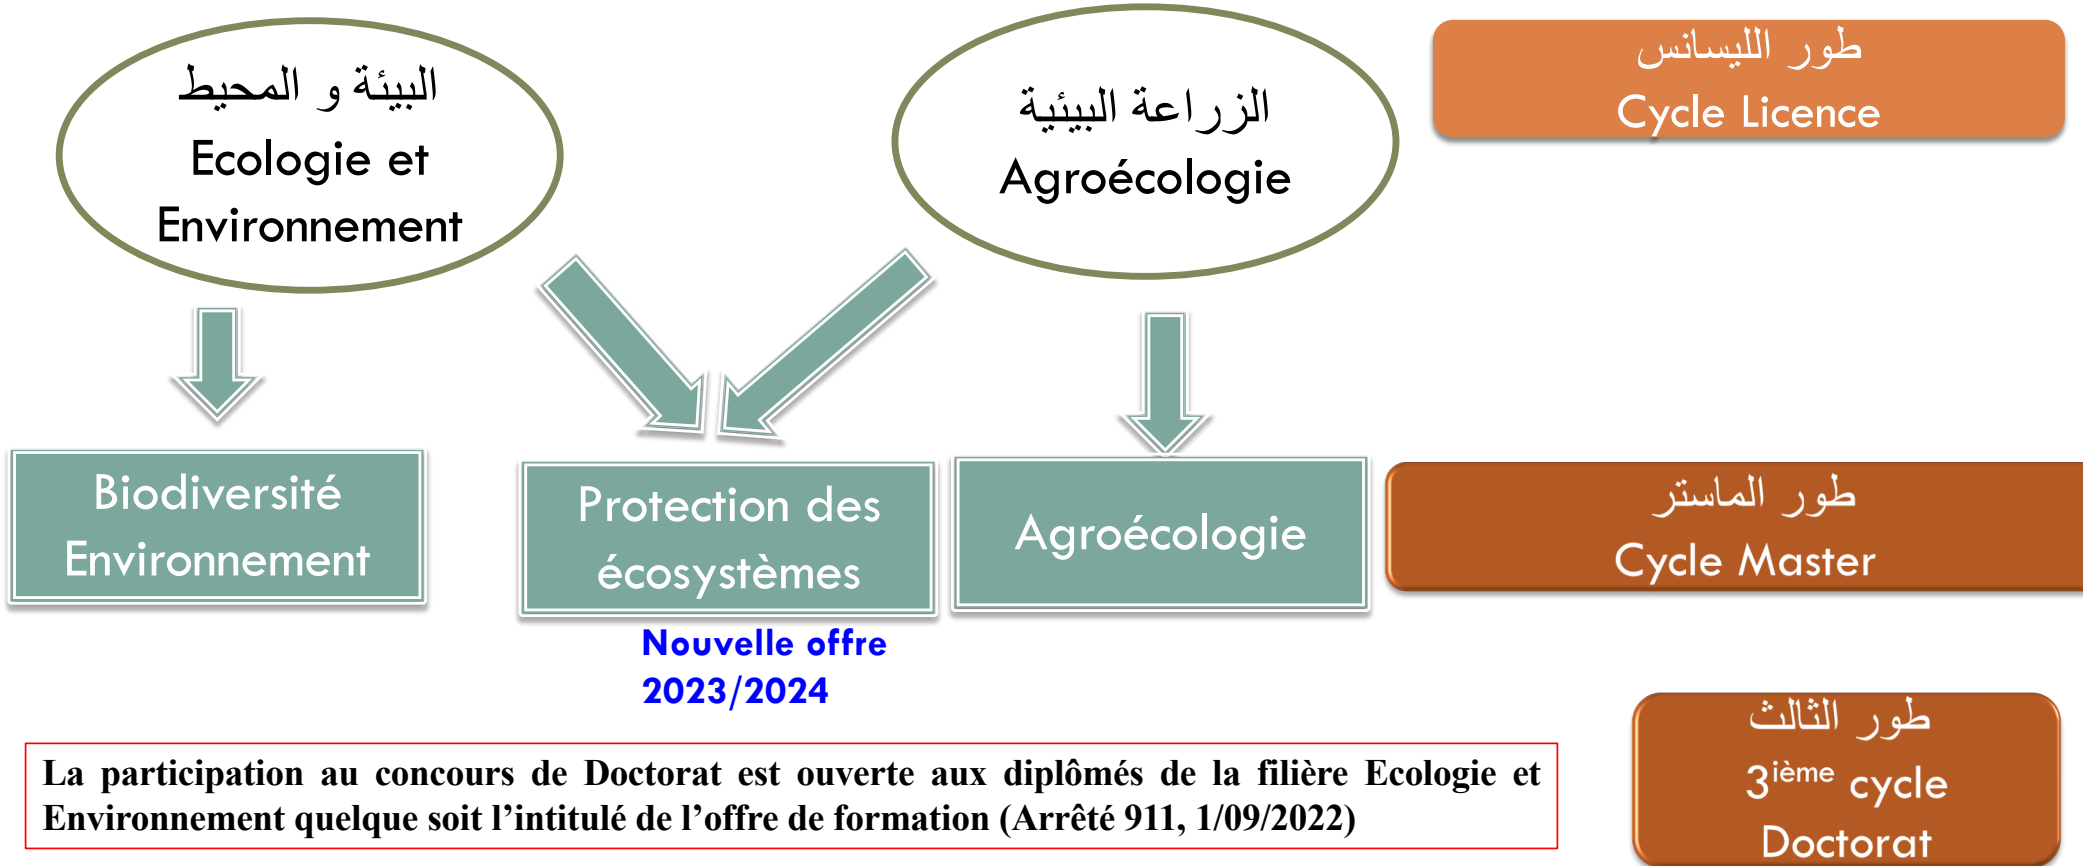 البيئة و المحيط
Ecologie et
Environnement
الزراعة البيئية
Agroécologie
طور الليسانس
Cycle Licence
Biodiversité
Environnement
Protection des
écosystèmes
Agroécologie
طور الماستر
Cycle Master
Nouvelle offre
2023/2024
La participation au concours de Doctorat est ouverte aux diplômés de la filière Ecologie et
Environnement quelque soit l’intitulé de l’offre de formation (Arrêté 911, 1/09/2022)
طور الثالث
3ième cycle
Doctorat